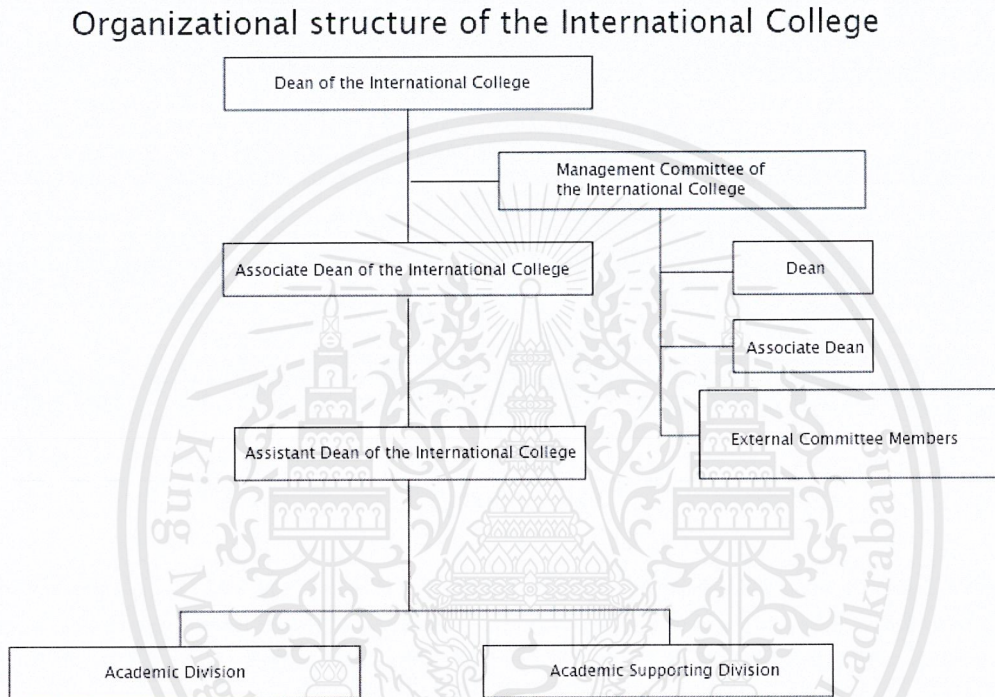 Organizational structure of the International College
Dean of the International College
Management Committee of
the International College
Associate Dean of the International College
Dean
Associate Dean
External Committee Members
Assistant Dean of the International College
Academic Division
Academic Supporting Division
King
Ladkrabang